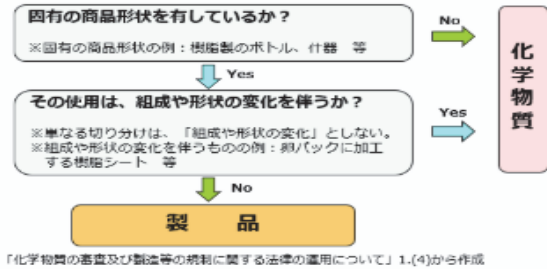 固有の商品形状を有しているか？
※固有の商品形状の例：樹脂製のボトル、什器　等
No
化学物質
Yes
その使用は、組成や形状の変化を伴うか？
※単なる切り分けは、「組成や形状の変化」としない。
※組成や形状の変化を伴うものの例：卵パックに加工
する樹脂シート　等
Yes
No
製　品
「化学物質の審査及び製造等の規制に関する法律の運用について」1.(4)から作成